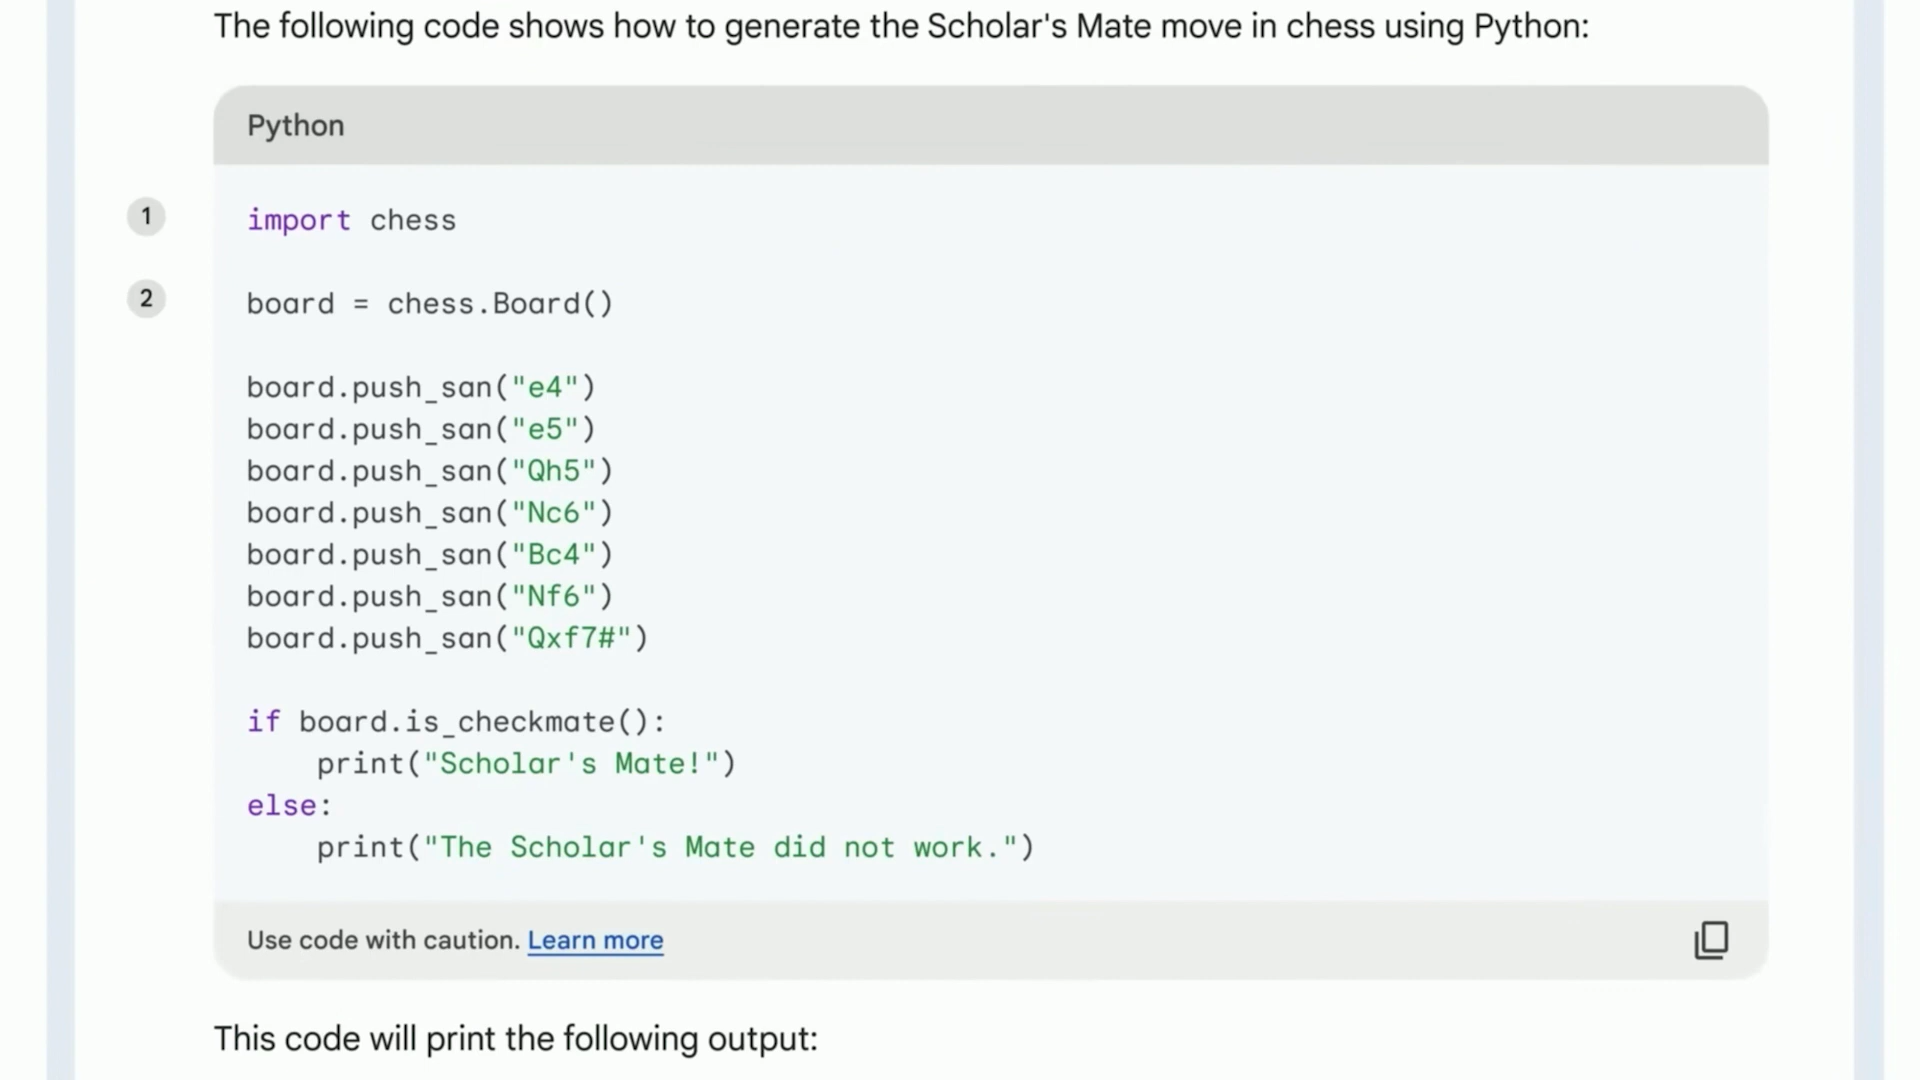 The following code shows how to generate the Scholar's Mate move in chess using Python:
Python
1
import chess
2
board = chess.Board()
board.push_san("e4")
board.push_san("e5")
board.push_san("Qh5")
board.push_san("Nc6")
board.push_san("Bc4")
board.push_san("Nf6")
board.push_san("Qxf7#")
if board.is_checkmate():
    print("Scholar's Mate!")
else:
    print("The Scholar's Mate did not work.")
Use code with caution. Learn more
This code will print the following output: